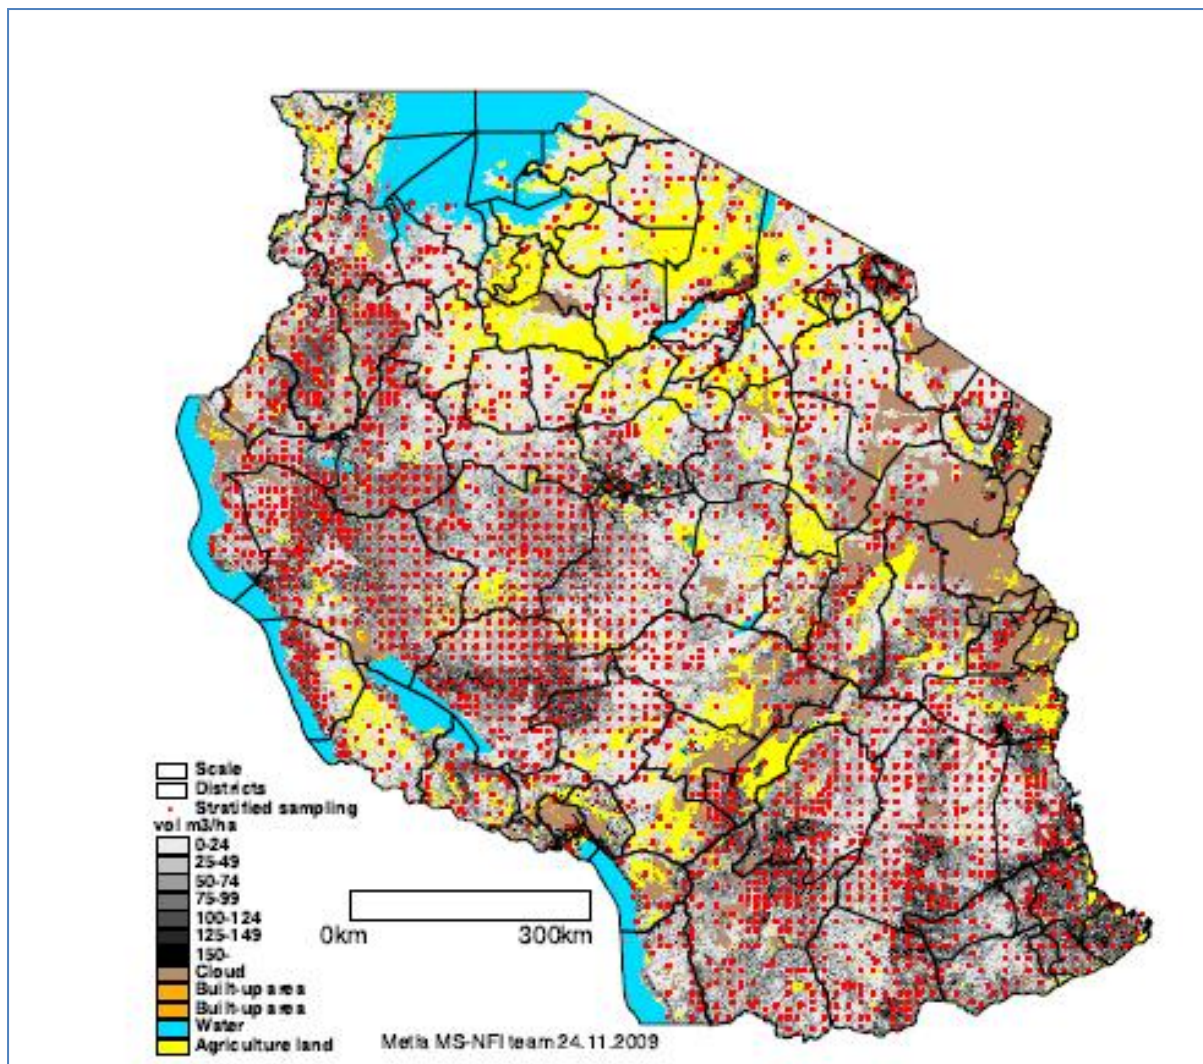 Scale
Districts
Stratified sampling
vol m3/ha
0-24
25-49
50-74
75-99
100-124
125-149
150-
Cloud
Built-up area
Built-up area
Water
Agriculture land
0km 300km
Metla MS-NFI team 24.11.2009